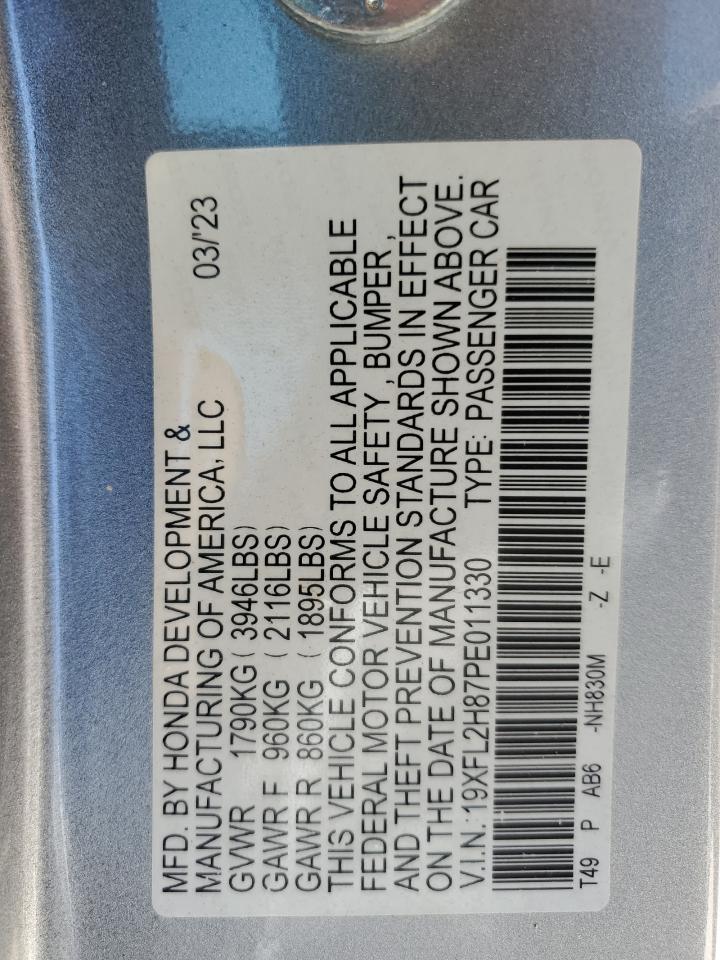 MFD. BY HONDA DEVELOPMENT &
MANUFACTURING OF AMERICA, LLC 03/'23
GVWR 1790KG ( 3946LBS)
GAWR F 960KG ( 2116LBS)
GAWR R 860KG ( 1895LBS)
THIS VEHICLE CONFORMS TO ALL APPLICABLE
FEDERAL MOTOR VEHICLE SAFETY , BUMPER ,
AND THEFT PREVENTION STANDARDS IN EFFECT
ON THE DATE OF MANUFACTURE SHOWN ABOVE.
V.I.N. 19XFL2H87PE011330 TYPE: PASSENGER CAR
T49 P AB6 -NH830M -Z -E